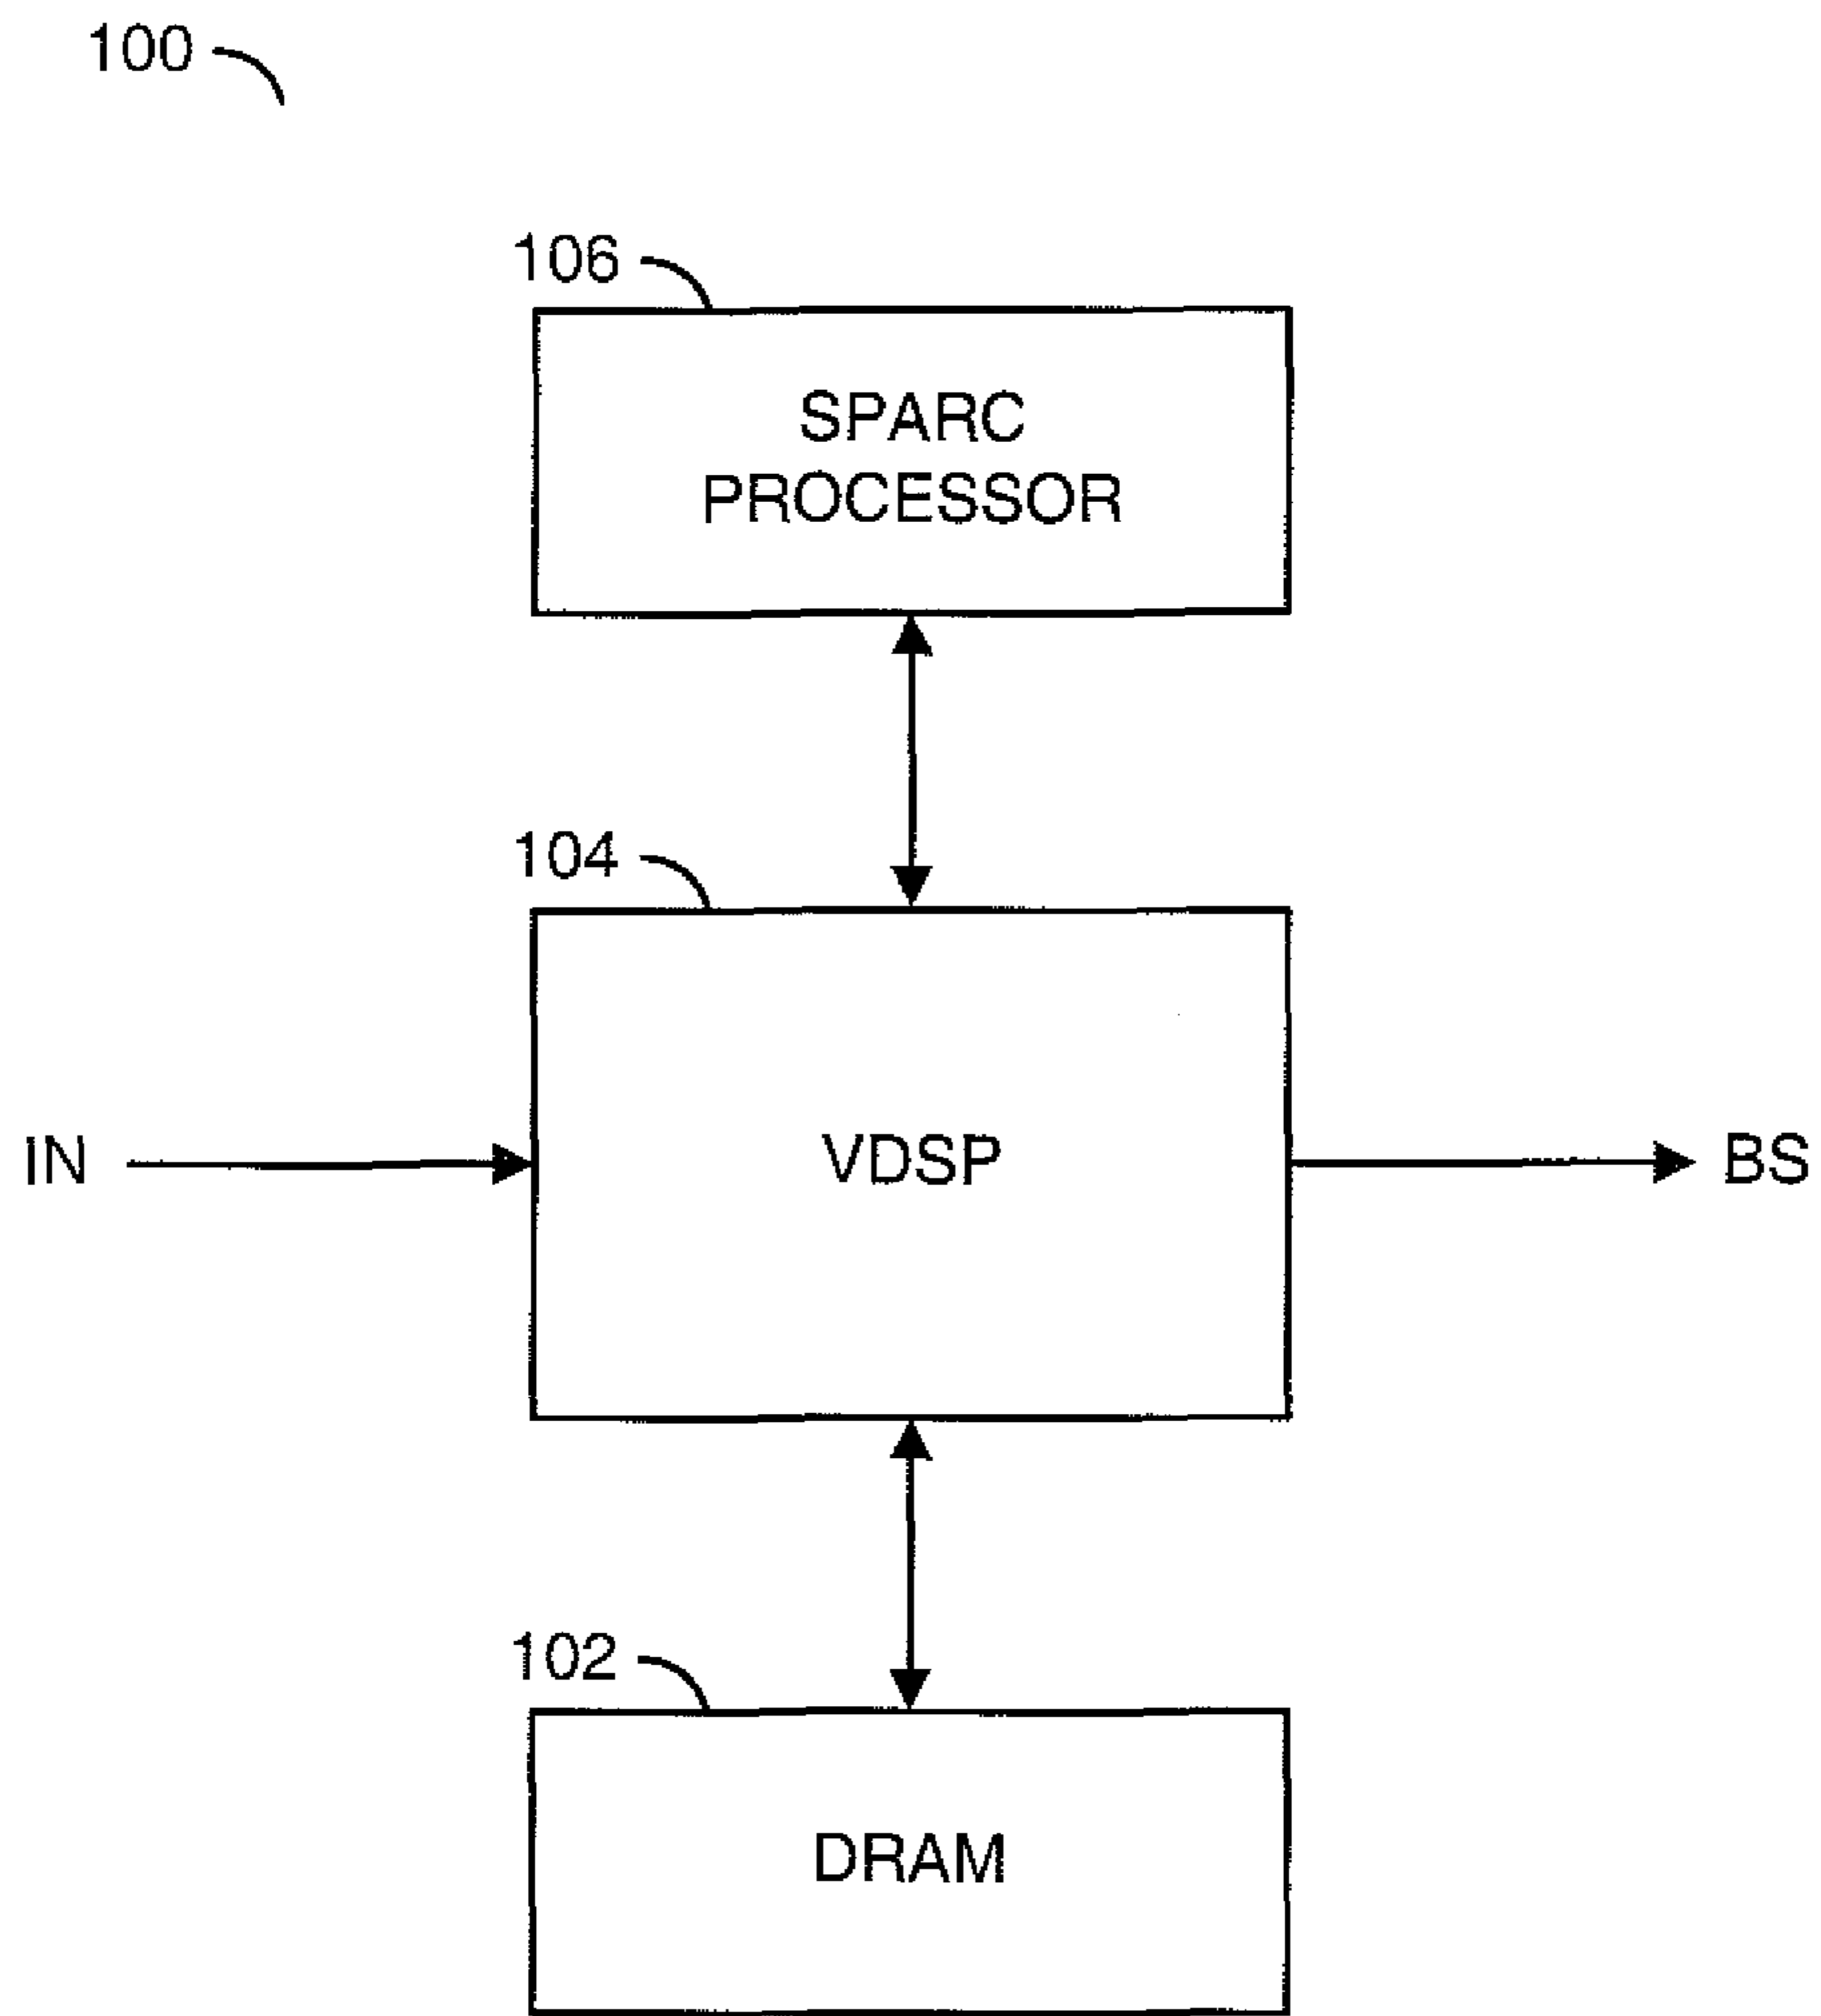 100
106
SPARC
PROCESSOR
104
IN
VDSP
BS
102
DRAM